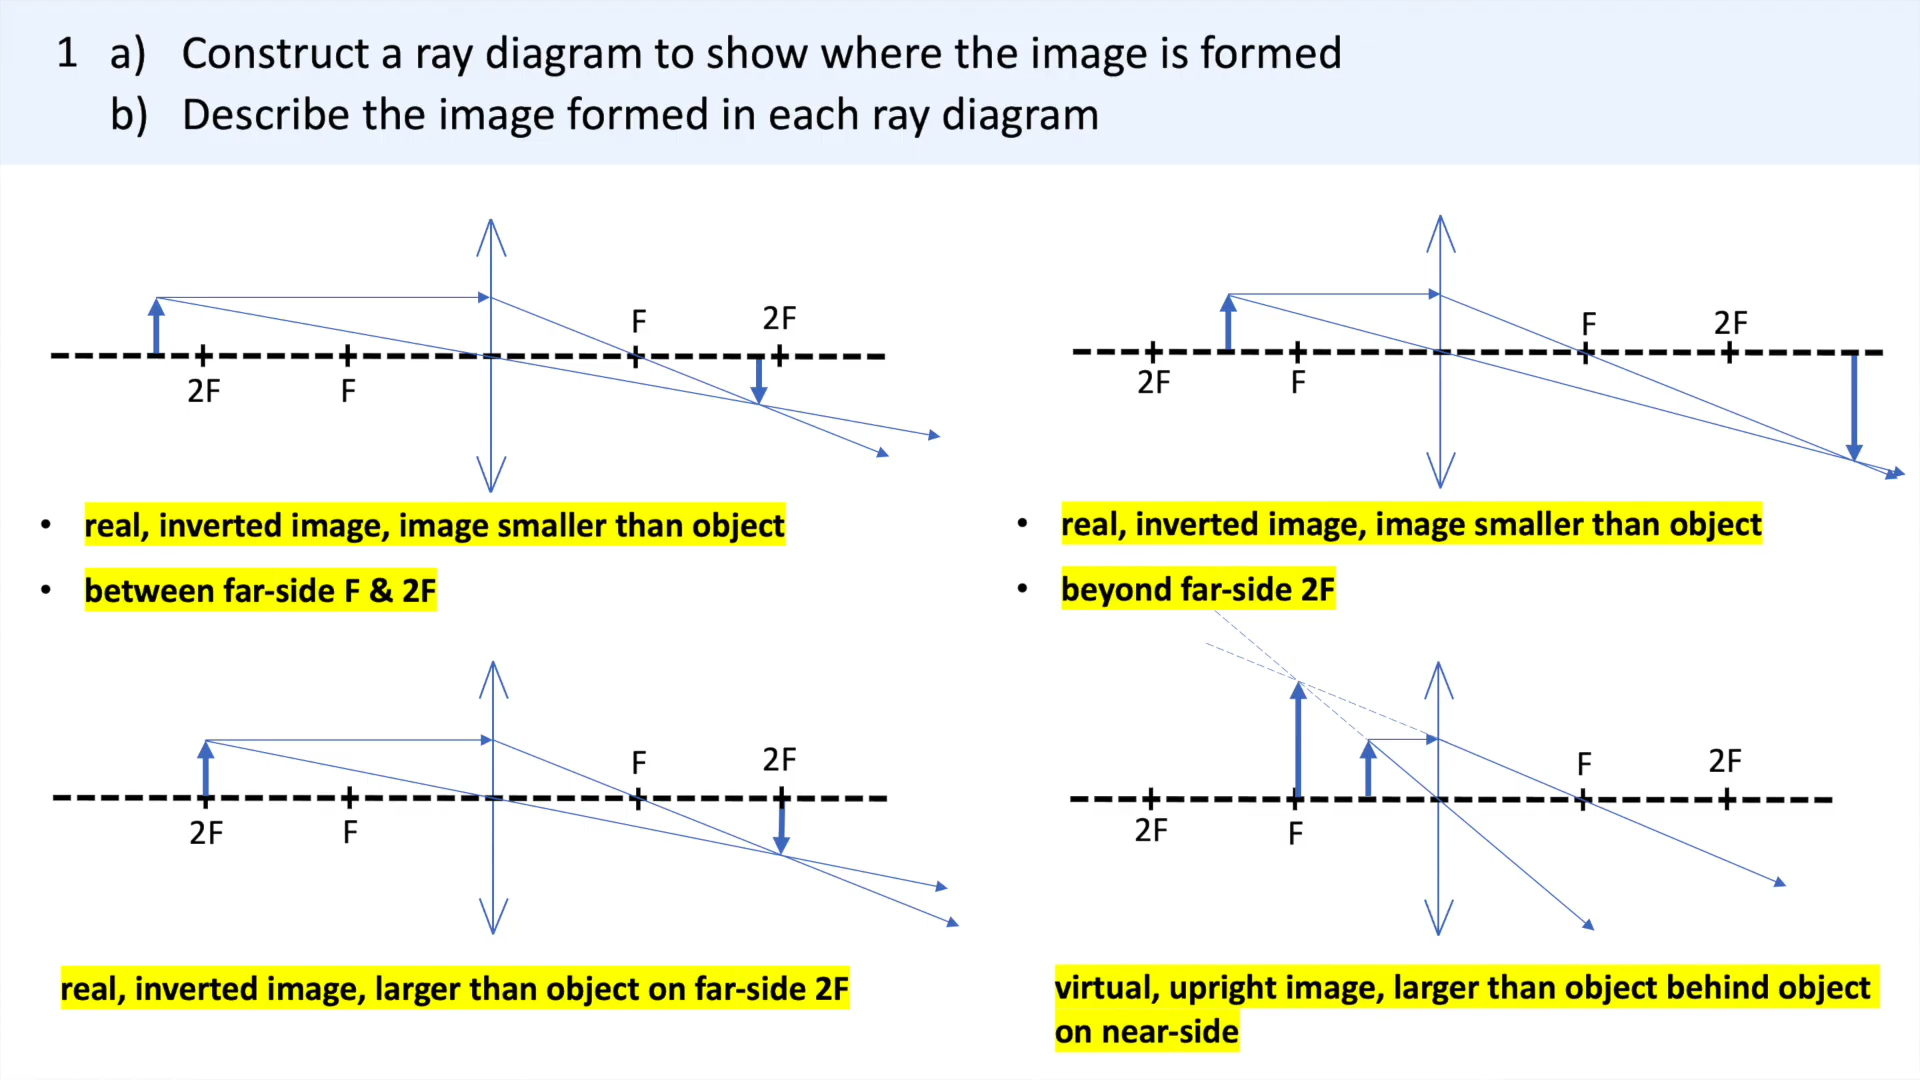 1 a) Construct a ray diagram to show where the image is formed
b) Describe the image formed in each ray diagram
F 2F
2F F
• real, inverted image, image smaller than object
• between far-side F & 2F
F 2F
2F F
• real, inverted image, image smaller than object
• beyond far-side 2F
F 2F
2F F
real, inverted image, larger than object on far-side 2F
F 2F
2F F
virtual, upright image, larger than object behind object
on near-side